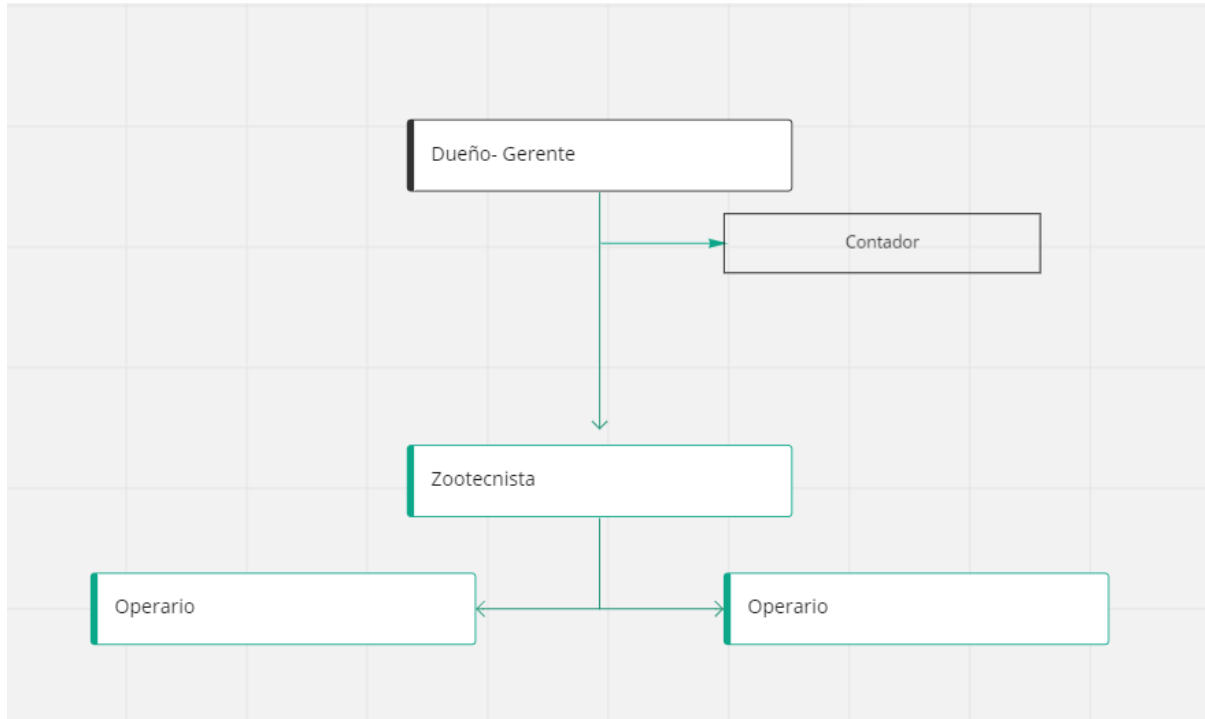 Dueño- Gerente
Contador
Zootecnista
Operario
Operario